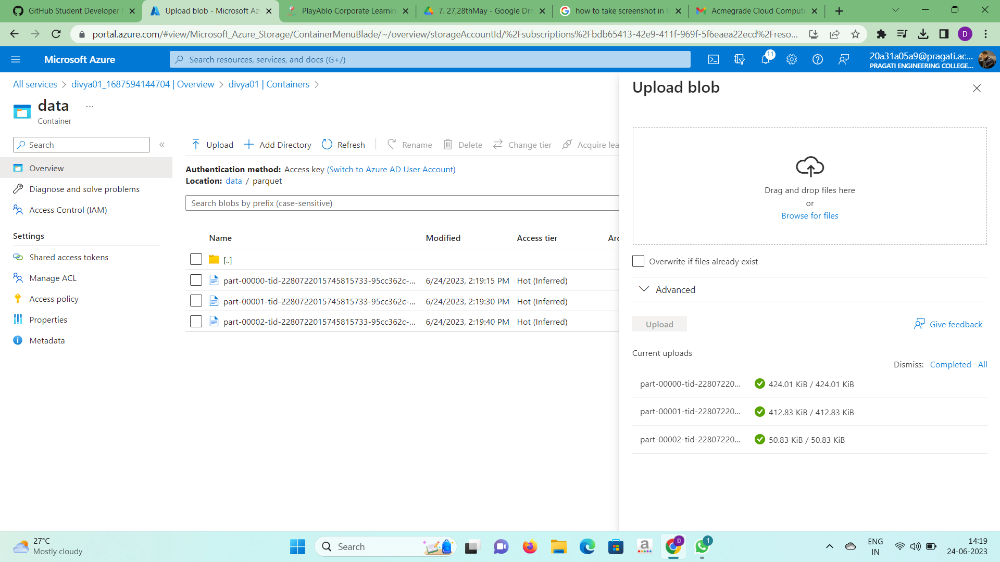 GitHub Student Developer
Upload blob - Microsoft Az
PlayAblo Corporate Learnin
7. 27,28thMay - Google Driv
how to take screenshot in l
Acmegrade Cloud Computi
portal.azure.com/#view/Microsoft_Azure_Storage/ContainerMenuBlade/~/overview/storageAccountId/%2Fsubscriptions%2Fbdb65413-42e9-411f-969f-5f6eaea22ecd%2Freso...
D
Microsoft Azure
Search resources, services, and docs (G+/)
11
20a31a05a9@pragati.ac...
PRAGATI ENGINEERING COLLEGE...
All services > divya01_1687594144704 | Overview > divya01 | Containers >
data ...
Container
Search
«
Overview
Diagnose and solve problems
Access Control (IAM)
Settings
Shared access tokens
Manage ACL
Access policy
Properties
Metadata
Upload
Add Directory
Refresh
Rename
Delete
Change tier
Acquire lea
Authentication method: Access key (Switch to Azure AD User Account)
Location: data / parquet
Search blobs by prefix (case-sensitive)
Name Modified Access tier Arc
[..]
part-00000-tid-2280722015745815733-95cc362c-... 6/24/2023, 2:19:15 PM Hot (Inferred)
part-00001-tid-2280722015745815733-95cc362c-... 6/24/2023, 2:19:30 PM Hot (Inferred)
part-00002-tid-2280722015745815733-95cc362c-... 6/24/2023, 2:19:40 PM Hot (Inferred)
Upload blob
Drag and drop files here
or
Browse for files
Overwrite if files already exist
Advanced
Upload
Give feedback
Current uploads
Dismiss: Completed All
part-00000-tid-22807220... 424.01 KiB / 424.01 KiB
part-00001-tid-22807220... 412.83 KiB / 412.83 KiB
part-00002-tid-22807220... 50.83 KiB / 50.83 KiB
27°C
Mostly cloudy
Search
a
D
1
ENG
IN
14:19
24-06-2023